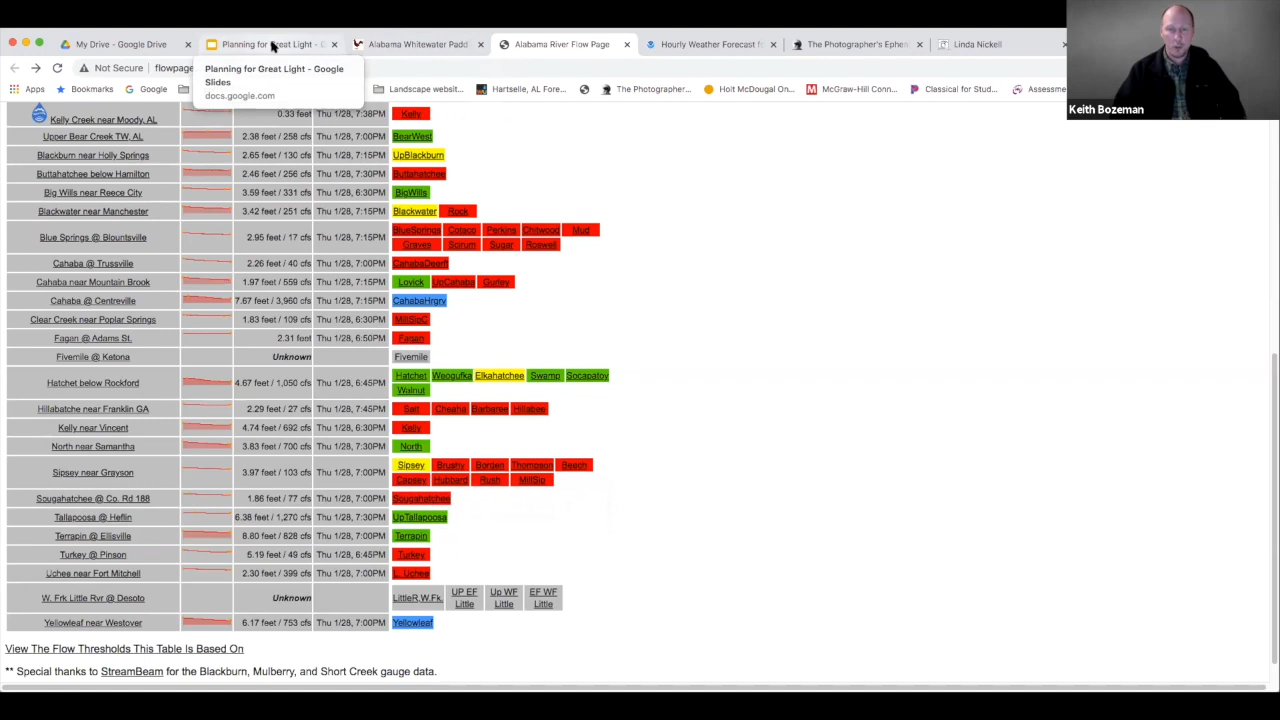 My Drive - Google Drive
Planning for Great Light - G
Alabama Whitewater Padd
Alabama River Flow Page
Hourly Weather Forecast f
The Photographer's Ephem
Linda Nickell
Not Secure
flowpage
Planning for Great Light - Google
Slides
docs.google.com
Apps
Bookmarks
Google
Landscape websit...
Hartselle, AL Fore...
The Photographer...
Holt McDougal On...
McGraw-Hill Conn...
Classical for Stud...
Assessme
Keith Bozeman
Kelly Creek near Moody, AL 0.33 feet Thu 1/28, 7:38PM Kelly
Upper Bear Creek TW, AL 2.38 feet / 258 cfs Thu 1/28, 7:00PM BearWest
Blackburn near Holly Springs 2.65 feet / 130 cfs Thu 1/28, 7:15PM UpBlackburn
Buttahatchee below Hamilton 2.46 feet / 256 cfs Thu 1/28, 7:30PM Buttahatchee
Big Wills near Reece City 3.59 feet / 331 cfs Thu 1/28, 6:30PM BigWills
Blackwater near Manchester 3.42 feet / 251 cfs Thu 1/28, 7:15PM Blackwater Rock
Blue Springs @ Blountsville 2.95 feet / 17 cfs Thu 1/28, 7:15PM BlueSprings Cotaco Perkins Chitwood Mud
Graves Scirum Sugar Roswell
Cahaba @ Trussville 2.26 feet / 40 cfs Thu 1/28, 7:00PM CahabaDeerft
Cahaba near Mountain Brook 1.97 feet / 559 cfs Thu 1/28, 7:15PM Lovick UpCahaba Gurley
Cahaba @ Centreville 7.67 feet / 3,960 cfs Thu 1/28, 7:15PM CahabaHrgrv
Clear Creek near Poplar Springs 1.83 feet / 109 cfs Thu 1/28, 6:30PM MillSipC
Fagan @ Adams St. 2.31 feet Thu 1/28, 6:50PM Fagan
Fivemile @ Ketona Unknown Fivemile
Hatchet below Rockford 4.67 feet / 1,050 cfs Thu 1/28, 6:45PM Hatchet Weogufka Elkahatchee Swamp Socapatoy
Walnut
Hillabatche near Franklin GA 2.29 feet / 27 cfs Thu 1/28, 7:45PM Salt Cheaha Barbaree Hillabee
Kelly near Vincent 4.74 feet / 692 cfs Thu 1/28, 6:30PM Kelly
North near Samantha 3.83 feet / 700 cfs Thu 1/28, 7:30PM North
Sipsey near Grayson 3.97 feet / 103 cfs Thu 1/28, 7:00PM Sipsey Brushy Borden Thompson Beech
Capsey Hubbard Rush MillSip
Sougahatchee @ Co. Rd 188 1.86 feet / 77 cfs Thu 1/28, 7:00PM Sougahatchee
Tallapoosa @ Heflin 6.38 feet / 1,270 cfs Thu 1/28, 7:30PM UpTallapoosa
Terrapin @ Ellisville 8.80 feet / 828 cfs Thu 1/28, 7:00PM Terrapin
Turkey @ Pinson 5.19 feet / 49 cfs Thu 1/28, 6:45PM Turkey
Uchee near Fort Mitchell 2.30 feet / 399 cfs Thu 1/28, 7:00PM L. Uchee
W. Frk Little Rvr @ Desoto Unknown LittleR,W.Fk. UP EF Little Up WF Little EF WF Little
Yellowleaf near Westover 6.17 feet / 753 cfs Thu 1/28, 7:00PM Yellowleaf
View The Flow Thresholds This Table Is Based On
** Special thanks to StreamBeam for the Blackburn, Mulberry, and Short Creek gauge data.